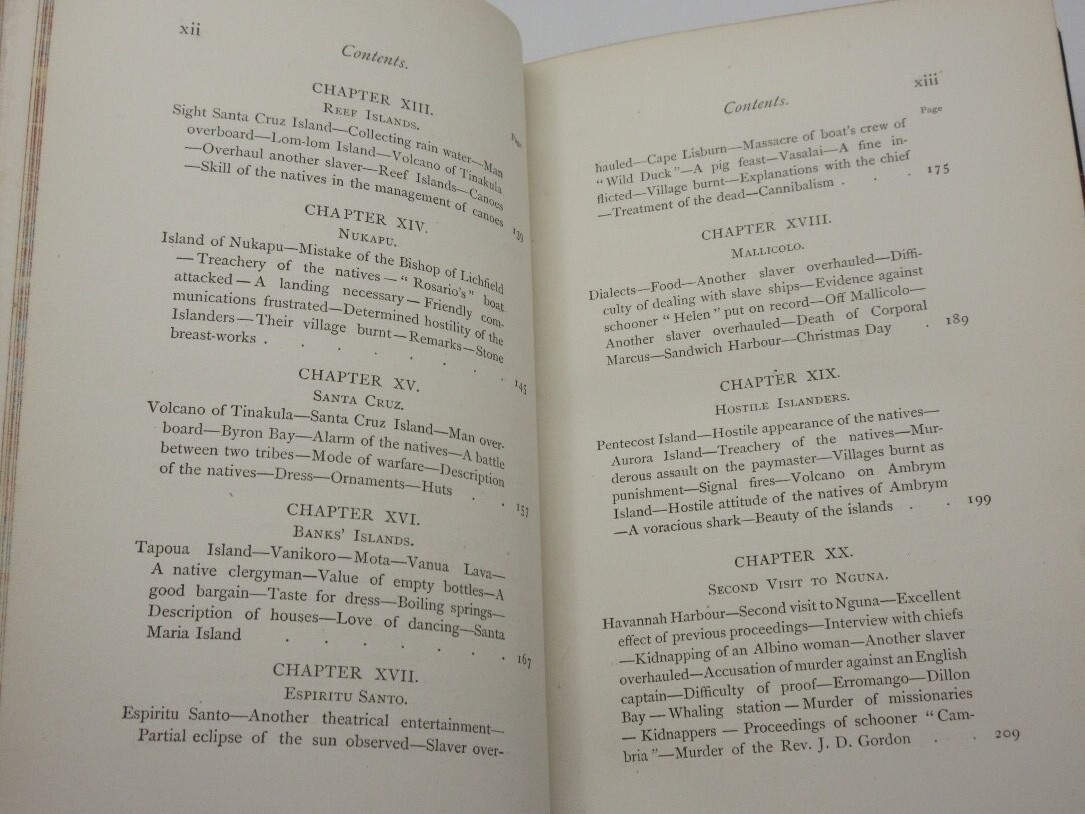 xii
Contents.
CHAPTER XIII.
REEF ISLANDS.
Page
Sight Santa Cruz Island—Collecting rain water—Man
overboard—Lom-lom Island—Volcano of Tinakula
—Overhaul another slaver—Reef Islands—Canoes
—Skill of the natives in the management of canoes 139
CHAPTER XIV.
NUKAPU.
Island of Nukapu—Mistake of the Bishop of Lichfield
—Treachery of the natives—"Rosario's" boat
attacked—A landing necessary—Friendly com-
munications frustrated—Determined hostility of the
Islanders—Their village burnt—Remarks—Stone
breast-works . . . . . . . 145
CHAPTER XV.
SANTA CRUZ.
Volcano of Tinakula—Santa Cruz Island—Man over-
board—Byron Bay—Alarm of the natives—A battle
between two tribes—Mode of warfare—Description
of the natives—Dress—Ornaments—Huts . . 157
CHAPTER XVI.
BANKS' ISLANDS.
Tapoua Island—Vanikoro—Mota—Vanua Lava—
A native clergyman—Value of empty bottles—A
good bargain—Taste for dress—Boiling springs—
Description of houses—Love of dancing—Santa
Maria Island . . . . . . 167
CHAPTER XVII.
ESPIRITU SANTO.
Espiritu Santo—Another theatrical entertainment—
Partial eclipse of the sun observed—Slaver over-
xiii
Contents.
Page
hauled—Cape Lisburn—Massacre of boat's crew of
"Wild Duck"—A pig feast—Vasalai—A fine in-
flicted—Village burnt—Explanations with the chief
—Treatment of the dead—Cannibalism . . . 175
CHAPTER XVIII.
MALLICOLO.
Dialects—Food—Another slaver overhauled—Diffi-
culty of dealing with slave ships—Evidence against
schooner "Helen" put on record—Off Mallicolo—
Another slaver overhauled—Death of Corporal
Marcus—Sandwich Harbour—Christmas Day . 189
CHAPTER XIX.
HOSTILE ISLANDERS.
Pentecost Island—Hostile appearance of the natives—
Aurora Island—Treachery of the natives—Mur-
derous assault on the paymaster—Villages burnt as
punishment—Signal fires—Volcano on Ambrym
Island—Hostile attitude of the natives of Ambrym
—A voracious shark—Beauty of the islands . . 199
CHAPTER XX.
SECOND VISIT TO NGUNA.
Havannah Harbour—Second visit to Nguna—Excellent
effect of previous proceedings—Interview with chiefs
—Kidnapping of an Albino woman—Another slaver
overhauled—Accusation of murder against an English
captain—Difficulty of proof—Erromango—Dillon
Bay—Whaling station—Murder of missionaries
—Kidnappers—Proceedings of schooner "Cam-
bria"—Murder of the Rev. J. D. Gordon . . 209